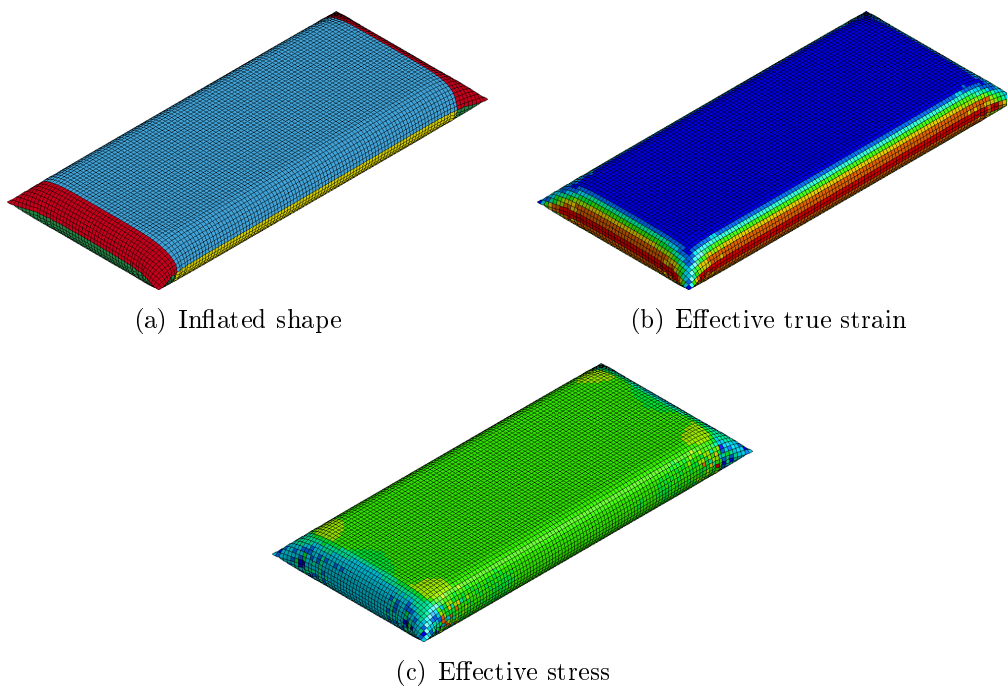 (a) Inflated shape
(b) Effective true strain
(c) Effective stress